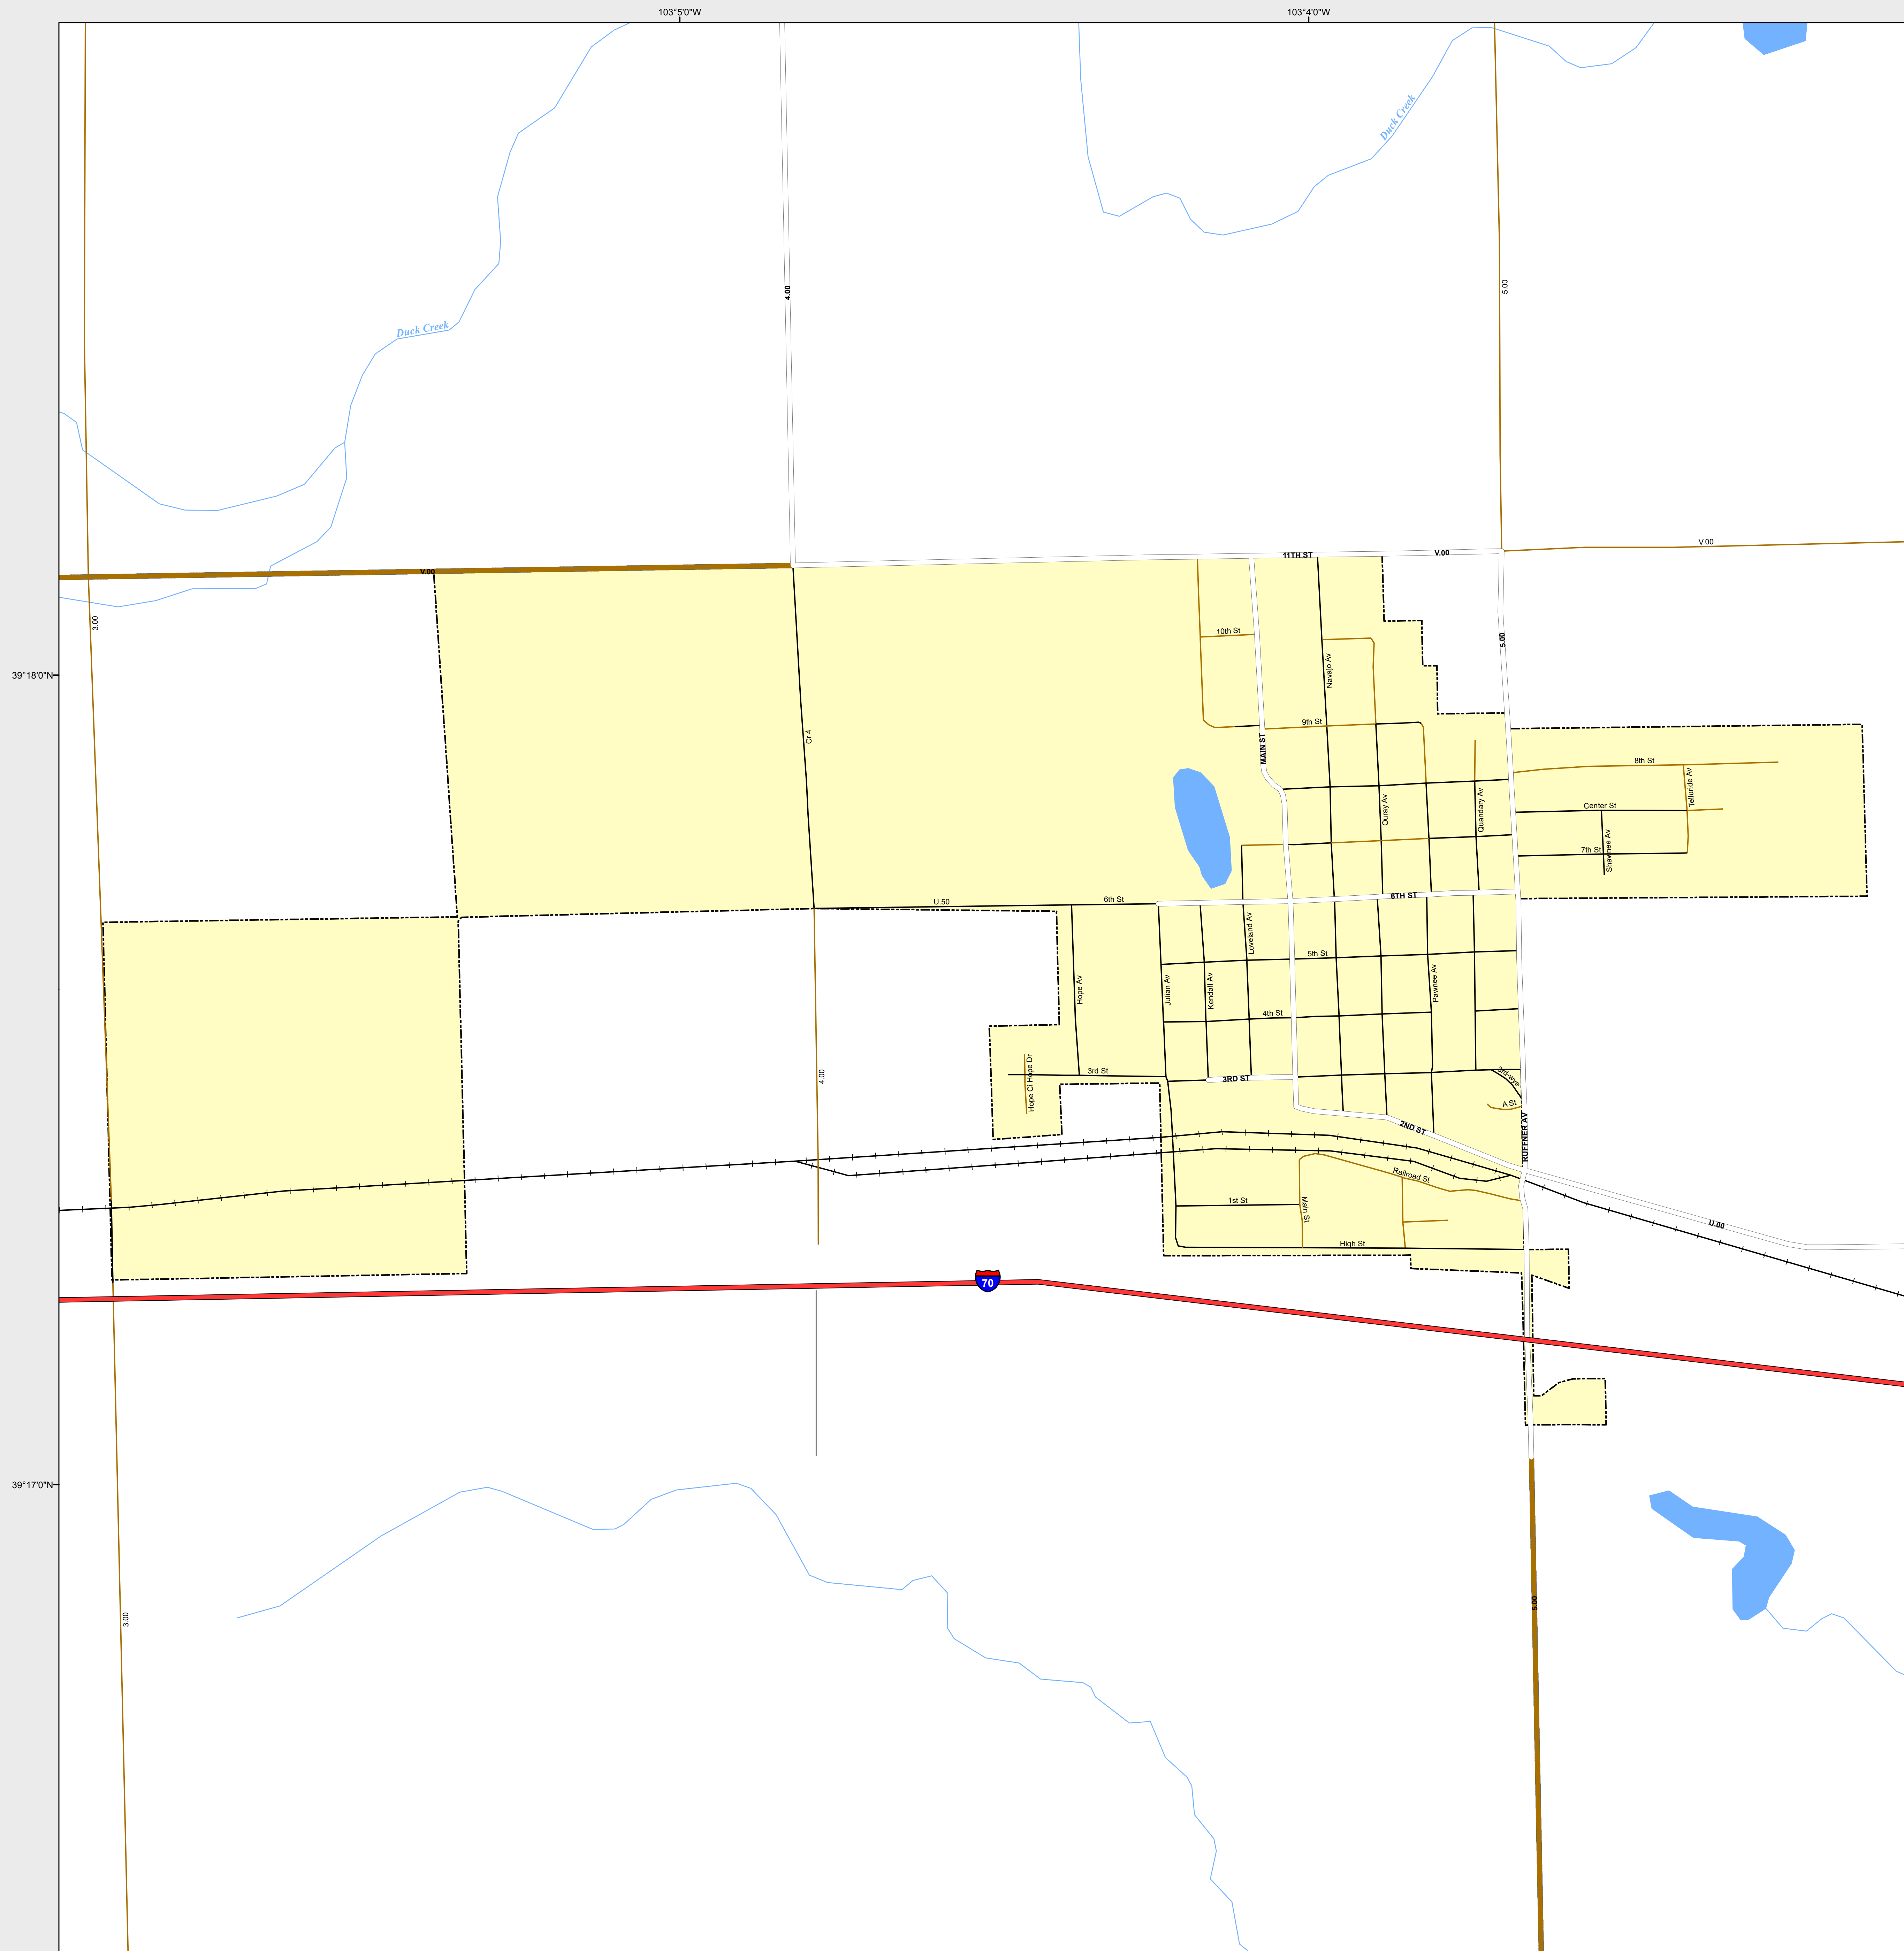 103°5'0"W
103°4'0"W
Duck Creek
Duck Creek
4.00
5.00
V.00
11TH ST
V.00
V.00
3.00
10th St
5.00
39°18'0"N
Navajo Av
Cr 4
9th St
MAIN ST
8th St
Telluride Av
Ouray Av
Quandary Av
Center St
7th St
Shawnee Av
U.50
6th St
6TH ST
Loveland Av
5th St
Hope Av
Julian Av
Kendall Av
Pawnee Av
4th St
4.00
Hope Ci Hope Dr
3rd St
3RD ST
3rd-wye
A St
2ND ST
RUFFNER AV
Railroad St
1st St
Main St
U.00
High St
70
39°17'0"N
3.00
5.00